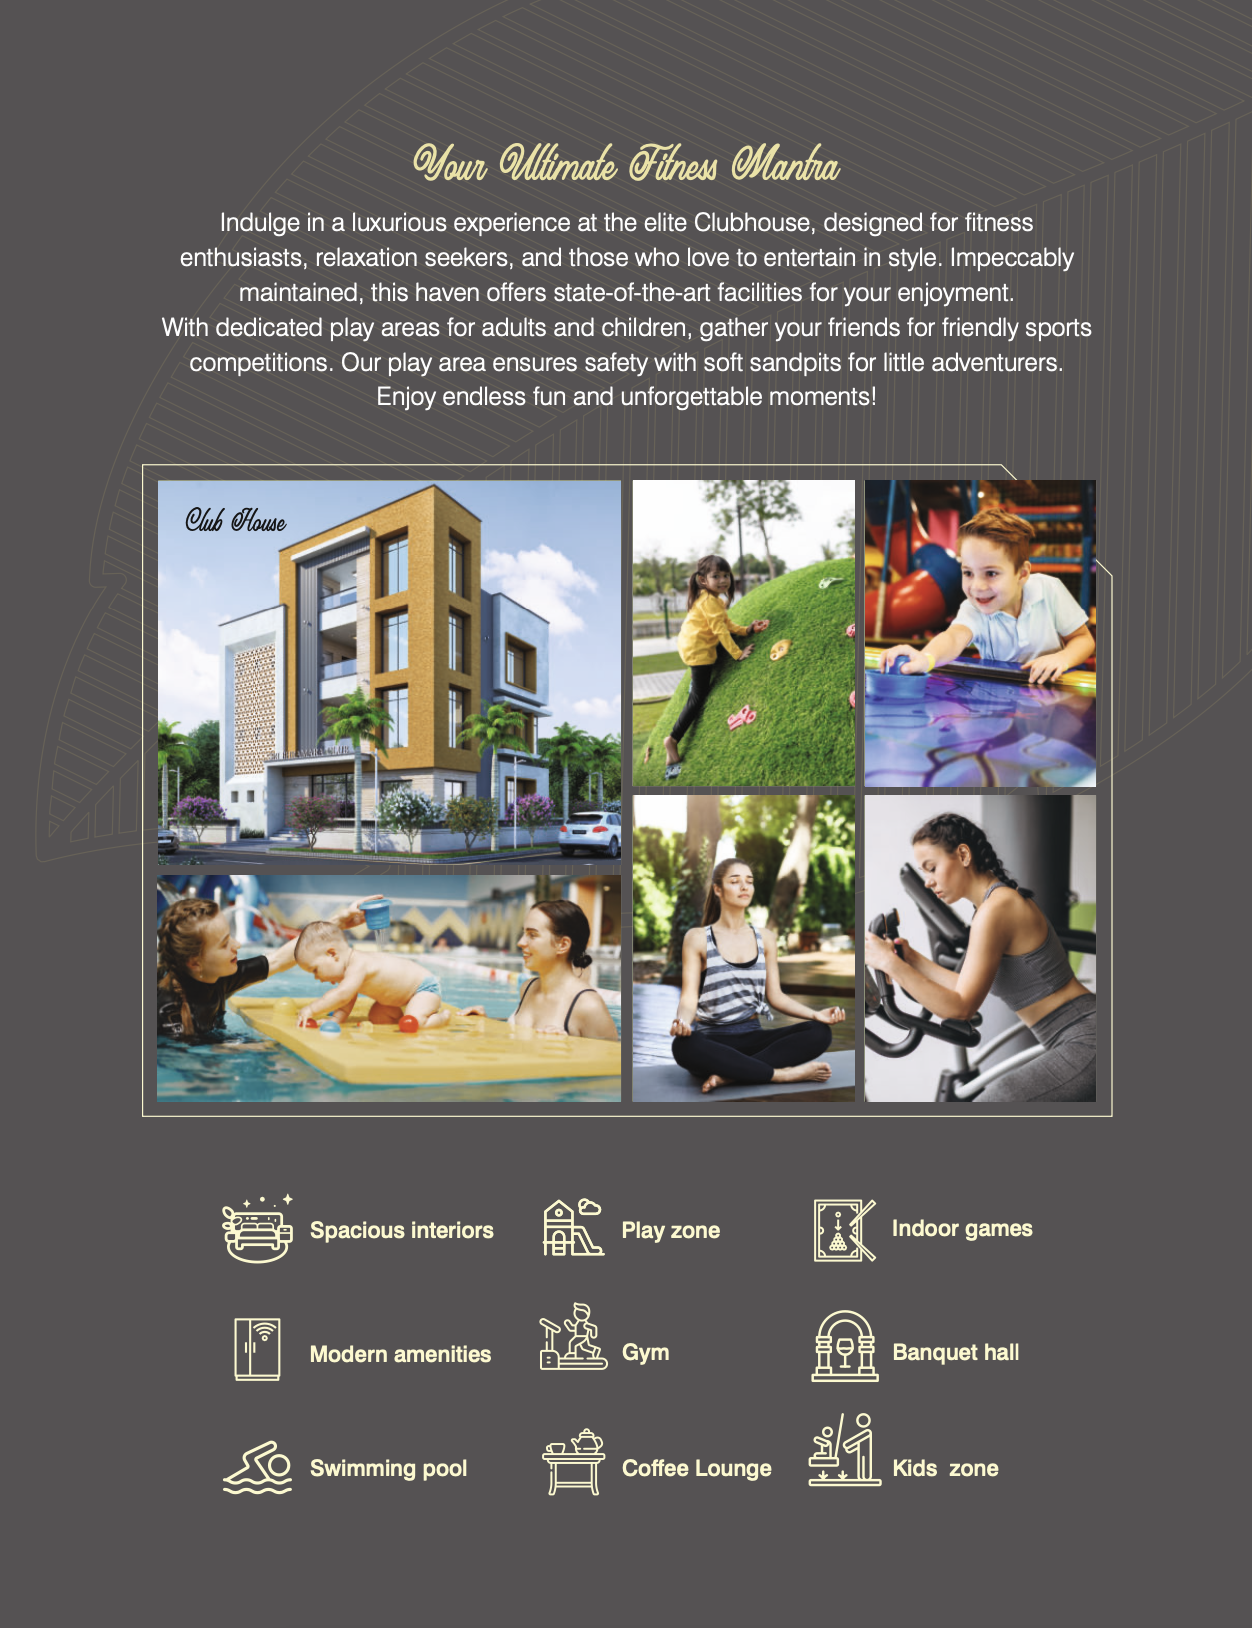 Your Ultimate Fitness Mantra
Indulge in a luxurious experience at the elite Clubhouse, designed for fitness
enthusiasts, relaxation seekers, and those who love to entertain in style. Impeccably
maintained, this haven offers state-of-the-art facilities for your enjoyment.
With dedicated play areas for adults and children, gather your friends for friendly sports
competitions. Our play area ensures safety with soft sandpits for little adventurers.
Enjoy endless fun and unforgettable moments!
Club House
Spacious interiors
Play zone
Indoor games
Modern amenities
Gym
Banquet hall
Swimming pool
Coffee Lounge
Kids  zone